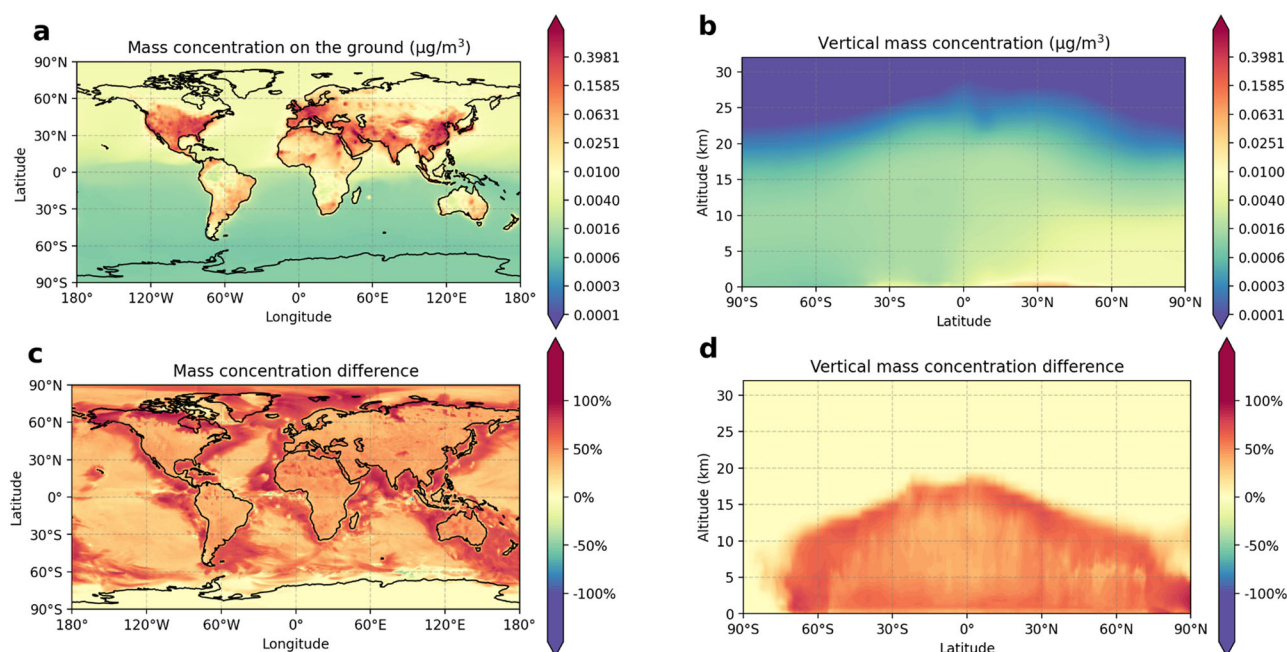 a
Mass concentration on the ground (μg/m³)
90°N
60°N
30°N
0°
30°S
60°S
90°S
Latitude
180° 120°W 60°W 0° 60°E 120°E 180°
Longitude
0.3981
0.1585
0.0631
0.0251
0.0100
0.0040
0.0016
0.0006
0.0003
0.0001
b
Vertical mass concentration (μg/m³)
30
25
20
15
10
5
0
Altitude (km)
90°S 60°S 30°S 0° 30°N 60°N 90°N
Latitude
0.3981
0.1585
0.0631
0.0251
0.0100
0.0040
0.0016
0.0006
0.0003
0.0001
c
Mass concentration difference
90°N
60°N
30°N
0°
30°S
60°S
90°S
Latitude
180° 120°W 60°W 0° 60°E 120°E 180°
Longitude
100%
50%
0%
-50%
-100%
d
Vertical mass concentration difference
30
25
20
15
10
5
0
Altitude (km)
90°S 60°S 30°S 0° 30°N 60°N 90°N
Latitude
100%
50%
0%
-50%
-100%